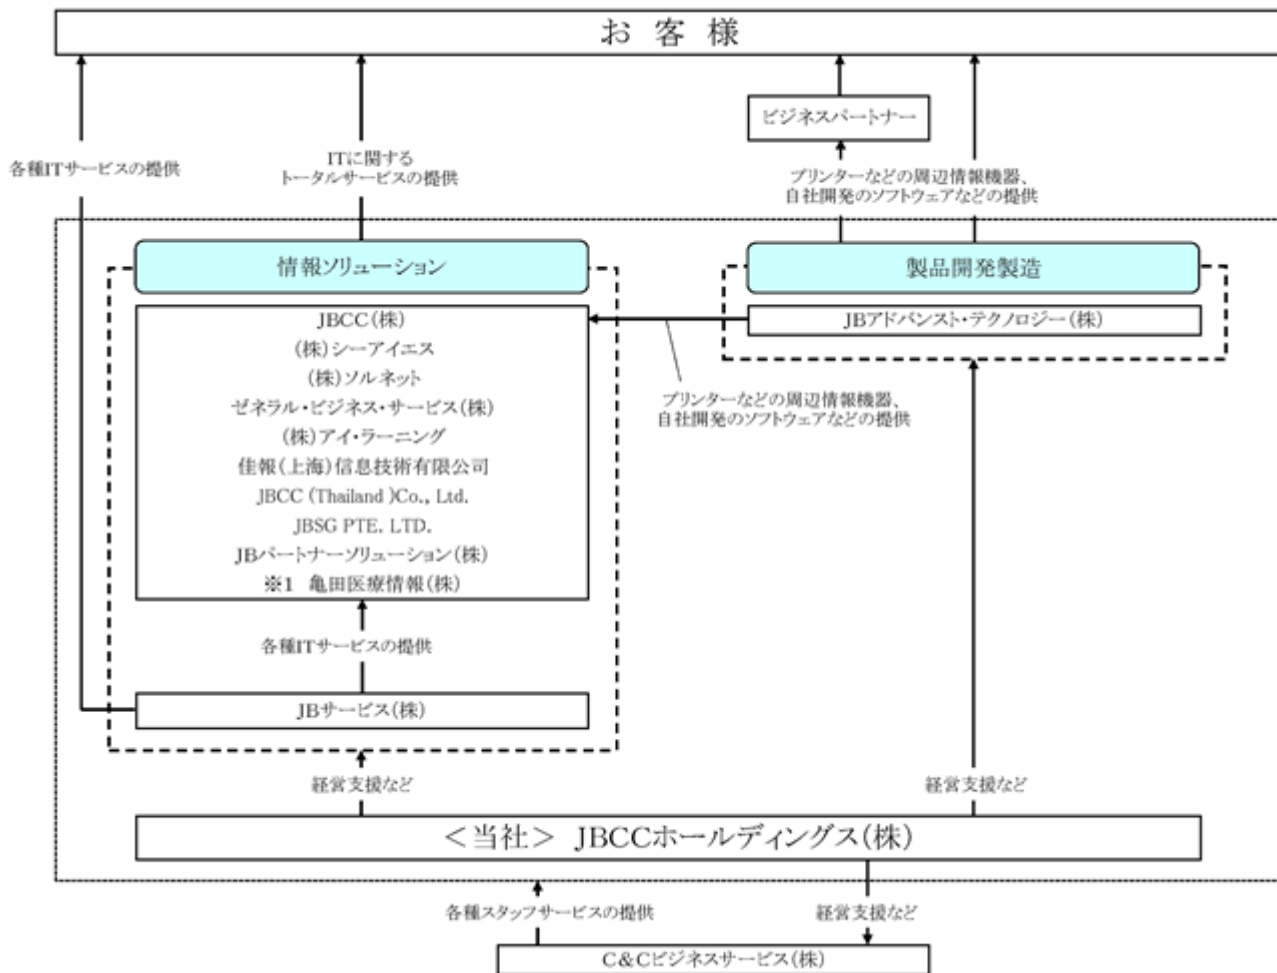 お 客 様
ビジネスパートナー
各種ITサービスの提供
ITに関する
トータルサービスの提供
プリンターなどの周辺情報機器、
自社開発のソフトウェアなどの提供
情報ソリューション
製品開発製造
JBCC(株)
(株)シーアイエス
(株)ソルネット
ゼネラル・ビジネス・サービス(株)
(株)アイ・ラーニング
佳報(上海)信息技術有限公司
JBCC (Thailand )Co., Ltd.
JBSG PTE. LTD.
JBパートナーソリューション(株)
※1 亀田医療情報(株)
JBアドバンスト・テクノロジー(株)
プリンターなどの周辺情報機器、
自社開発のソフトウェアなどの提供
各種ITサービスの提供
JBサービス(株)
経営支援など
経営支援など
<当社> JBCCホールディングス(株)
各種スタッフサービスの提供
経営支援など
C&Cビジネスサービス(株)